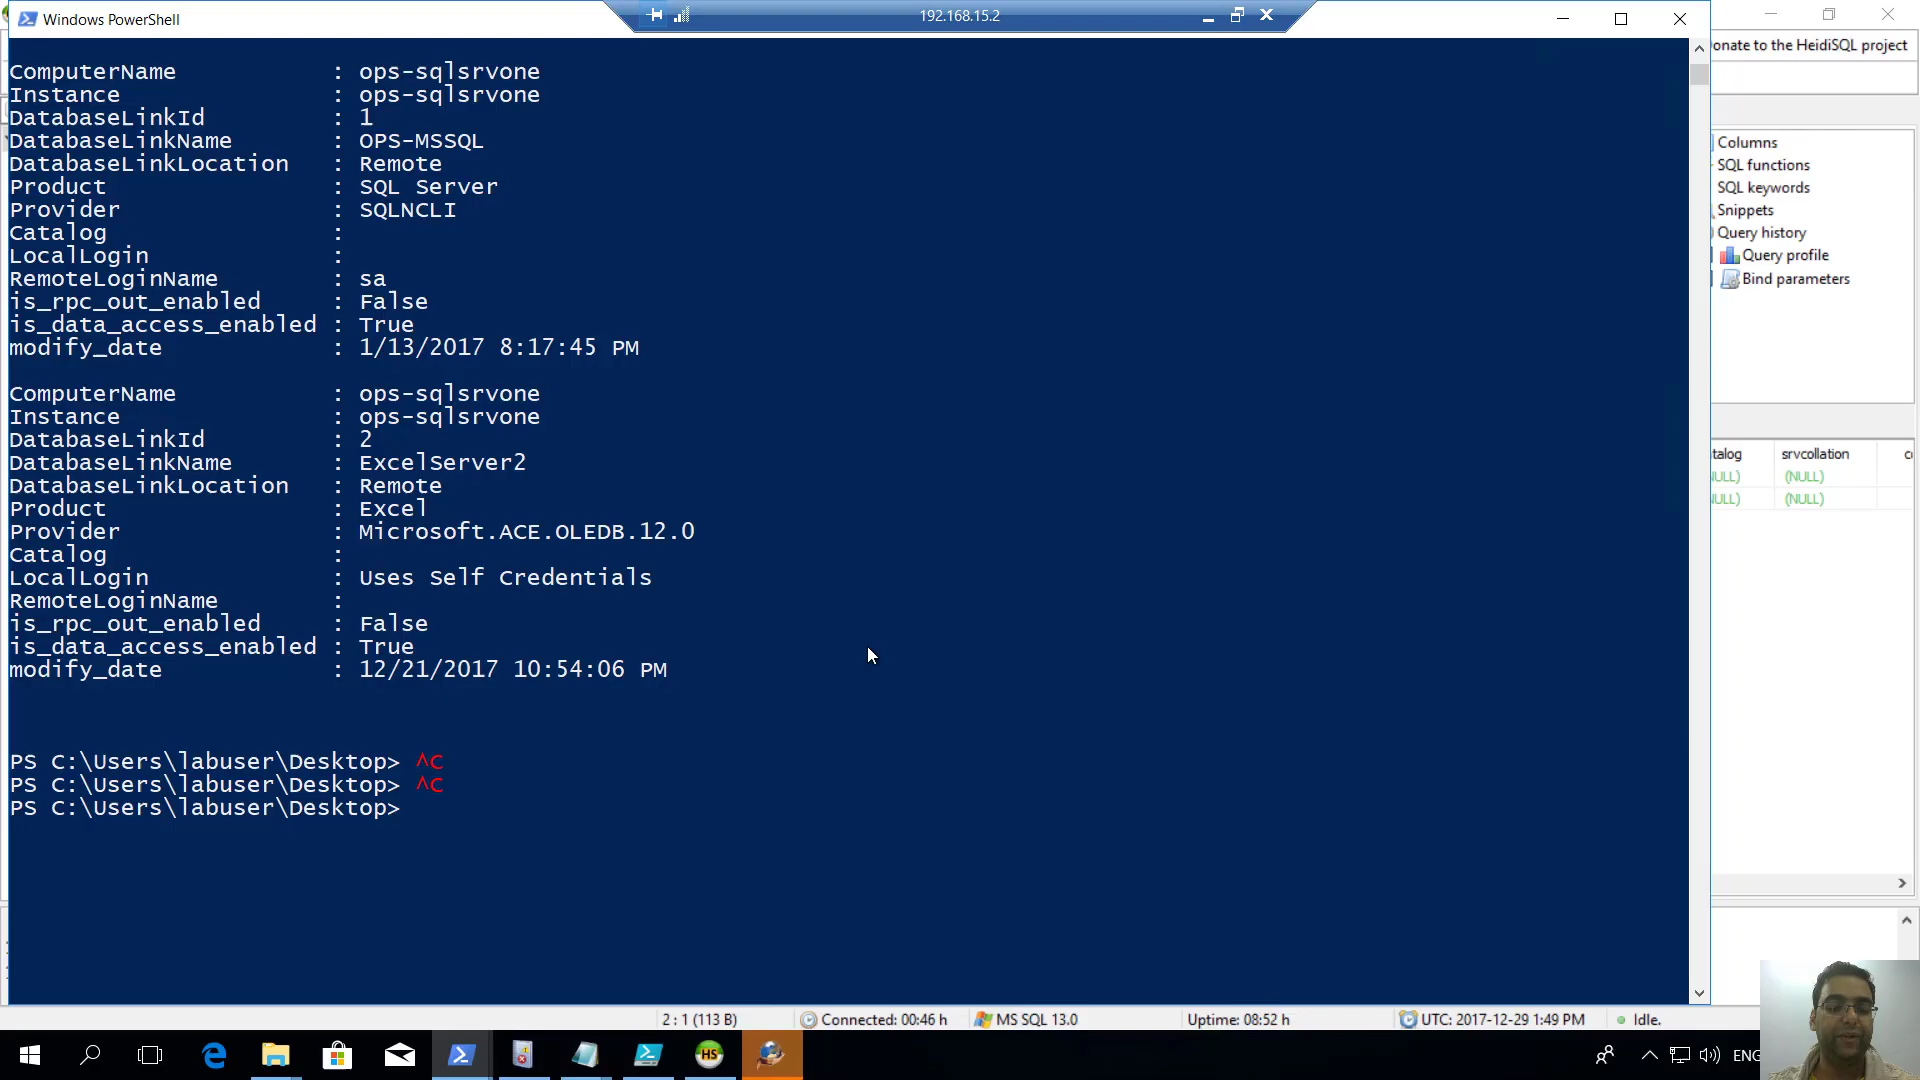 Windows PowerShell
192.168.15.2
Donate to the HeidiSQL project
ComputerName : ops-sqlsrvone
Instance : ops-sqlsrvone
DatabaseLinkId : 1
DatabaseLinkName : OPS-MSSQL
DatabaseLinkLocation : Remote
Product : SQL Server
Provider : SQLNCLI
Catalog :
LocalLogin :
RemoteLoginName : sa
is_rpc_out_enabled : False
is_data_access_enabled : True
modify_date : 1/13/2017 8:17:45 PM
ComputerName : ops-sqlsrvone
Instance : ops-sqlsrvone
DatabaseLinkId : 2
DatabaseLinkName : ExcelServer2
DatabaseLinkLocation : Remote
Product : Excel
Provider : Microsoft.ACE.OLEDB.12.0
Catalog :
LocalLogin : Uses Self Credentials
RemoteLoginName :
is_rpc_out_enabled : False
is_data_access_enabled : True
modify_date : 12/21/2017 10:54:06 PM
PS C:\Users\labuser\Desktop> ^C
PS C:\Users\labuser\Desktop> ^C
PS C:\Users\labuser\Desktop>
Columns
SQL functions
SQL keywords
Snippets
Query history
Query profile
Bind parameters
talog srvcollation
(NULL)
(NULL)
2 : 1 (113 B) Connected: 00:46 h MS SQL 13.0 Uptime: 08:52 h UTC: 2017-12-29 1:49 PM Idle.
HS
ENG